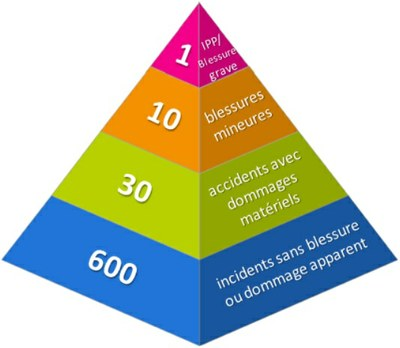 1
IPP/
Blessure
grave
10
blessures
mineures
30
accidents avec
dommages
matériels
600
incidents sans blessure
ou dommage apparent